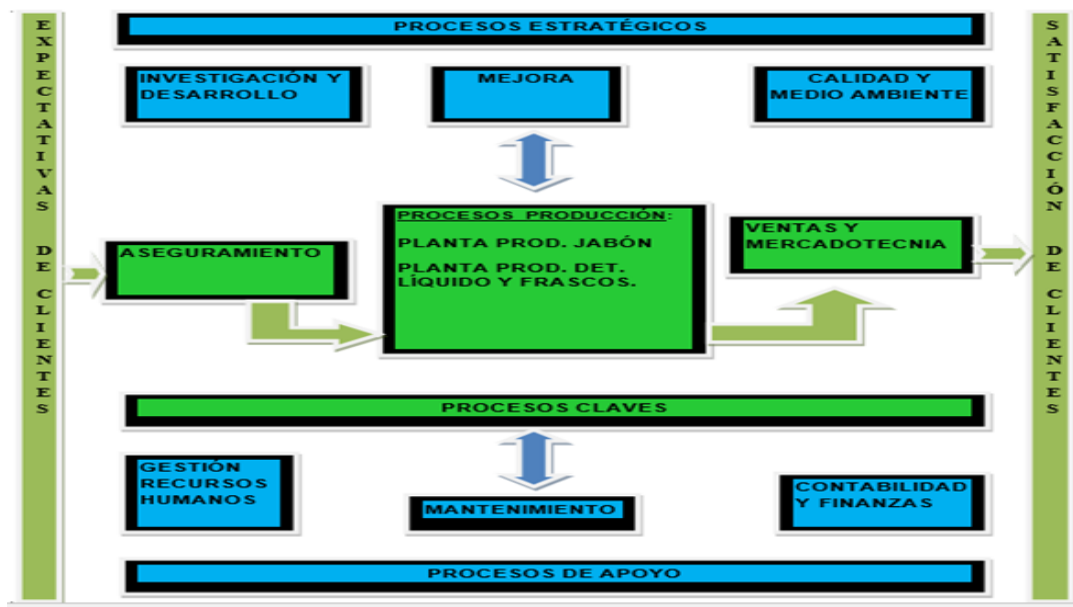 EXPECTATIVAS DE CLIENTES
PROCESOS ESTRATÉGICOS
INVESTIGACIÓN Y
DESARROLLO
MEJORA
CALIDAD Y
MEDIO AMBIENTE
ASEGURAMIENTO
PROCESOS PRODUCCIÓN:
PLANTA PROD. JABÓN
PLANTA PROD. DET.
LÍQUIDO Y FRASCOS.
VENTAS Y
MERCADOTECNIA
PROCESOS CLAVES
GESTIÓN
RECURSOS
HUMANOS
MANTENIMIENTO
CONTABILIDAD
Y FINANZAS
PROCESOS DE APOYO
SATISFACCIÓN DE CLIENTES